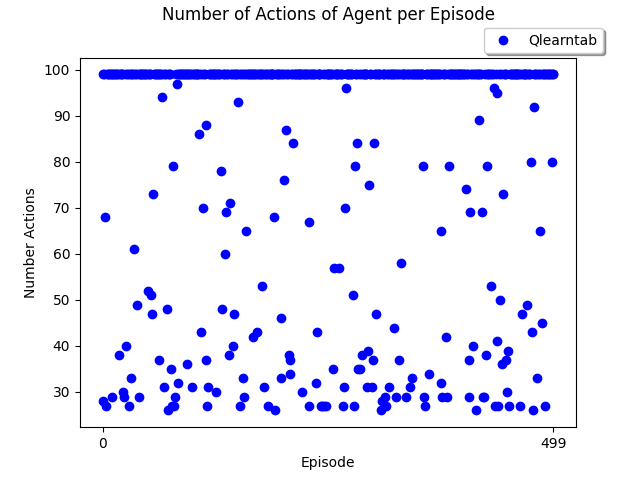 Number of Actions of Agent per Episode
Qlearntab
100
90
80
70
60
50
40
30
Number Actions
0
499
Episode